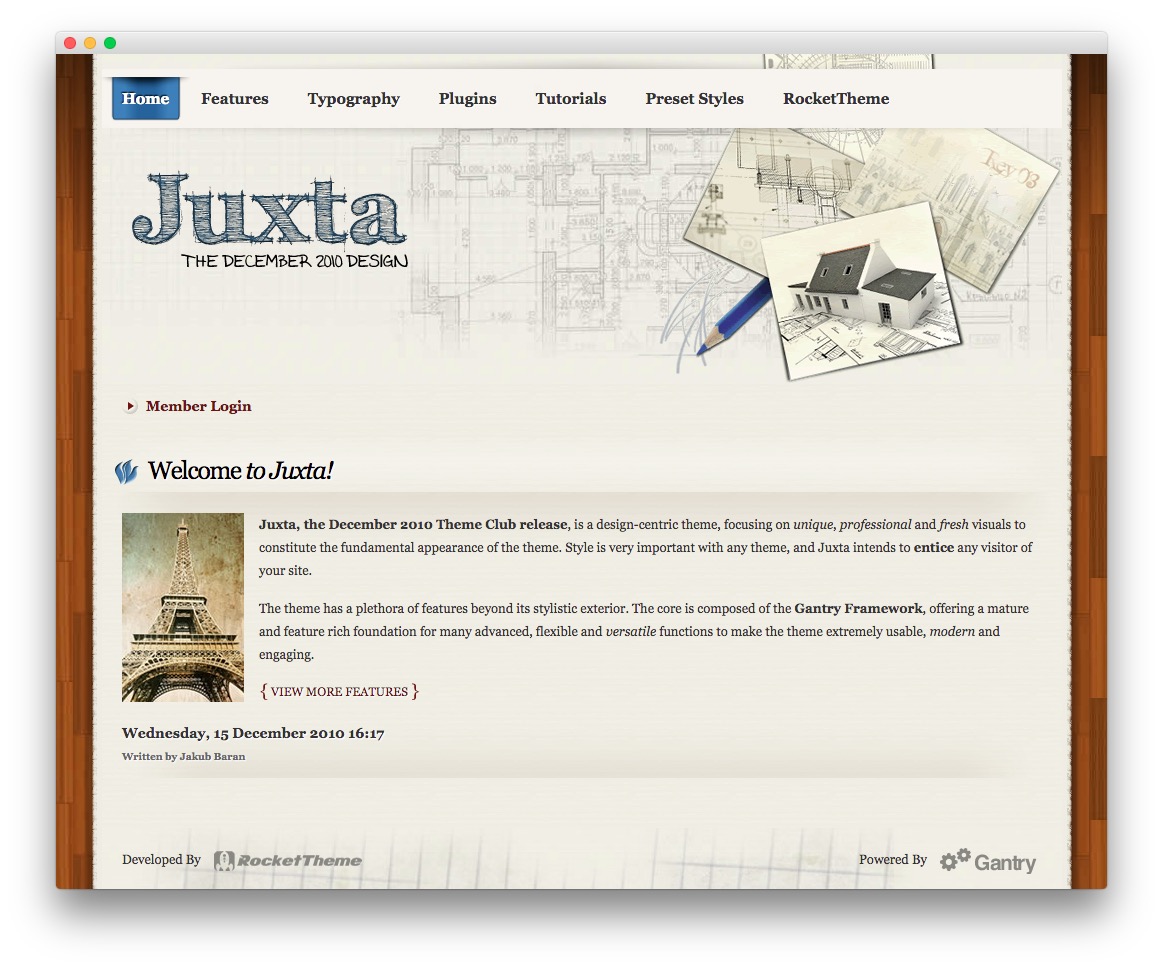 Home Features Typography Plugins Tutorials Preset Styles RocketTheme
Key 03
Juxta
THE DECEMBER 2010 DESIGN
Member Login
Welcome to Juxta!
Juxta, the December 2010 Theme Club release, is a design-centric theme, focusing on unique, professional and fresh visuals to
constitute the fundamental appearance of the theme. Style is very important with any theme, and Juxta intends to entice any visitor of
your site.
The theme has a plethora of features beyond its stylistic exterior. The core is composed of the Gantry Framework, offering a mature
and feature rich foundation for many advanced, flexible and versatile functions to make the theme extremely usable, modern and
engaging.
{ VIEW MORE FEATURES }
Wednesday, 15 December 2010 16:17
Written by Jakub Baran
Developed By RocketTheme Powered By Gantry